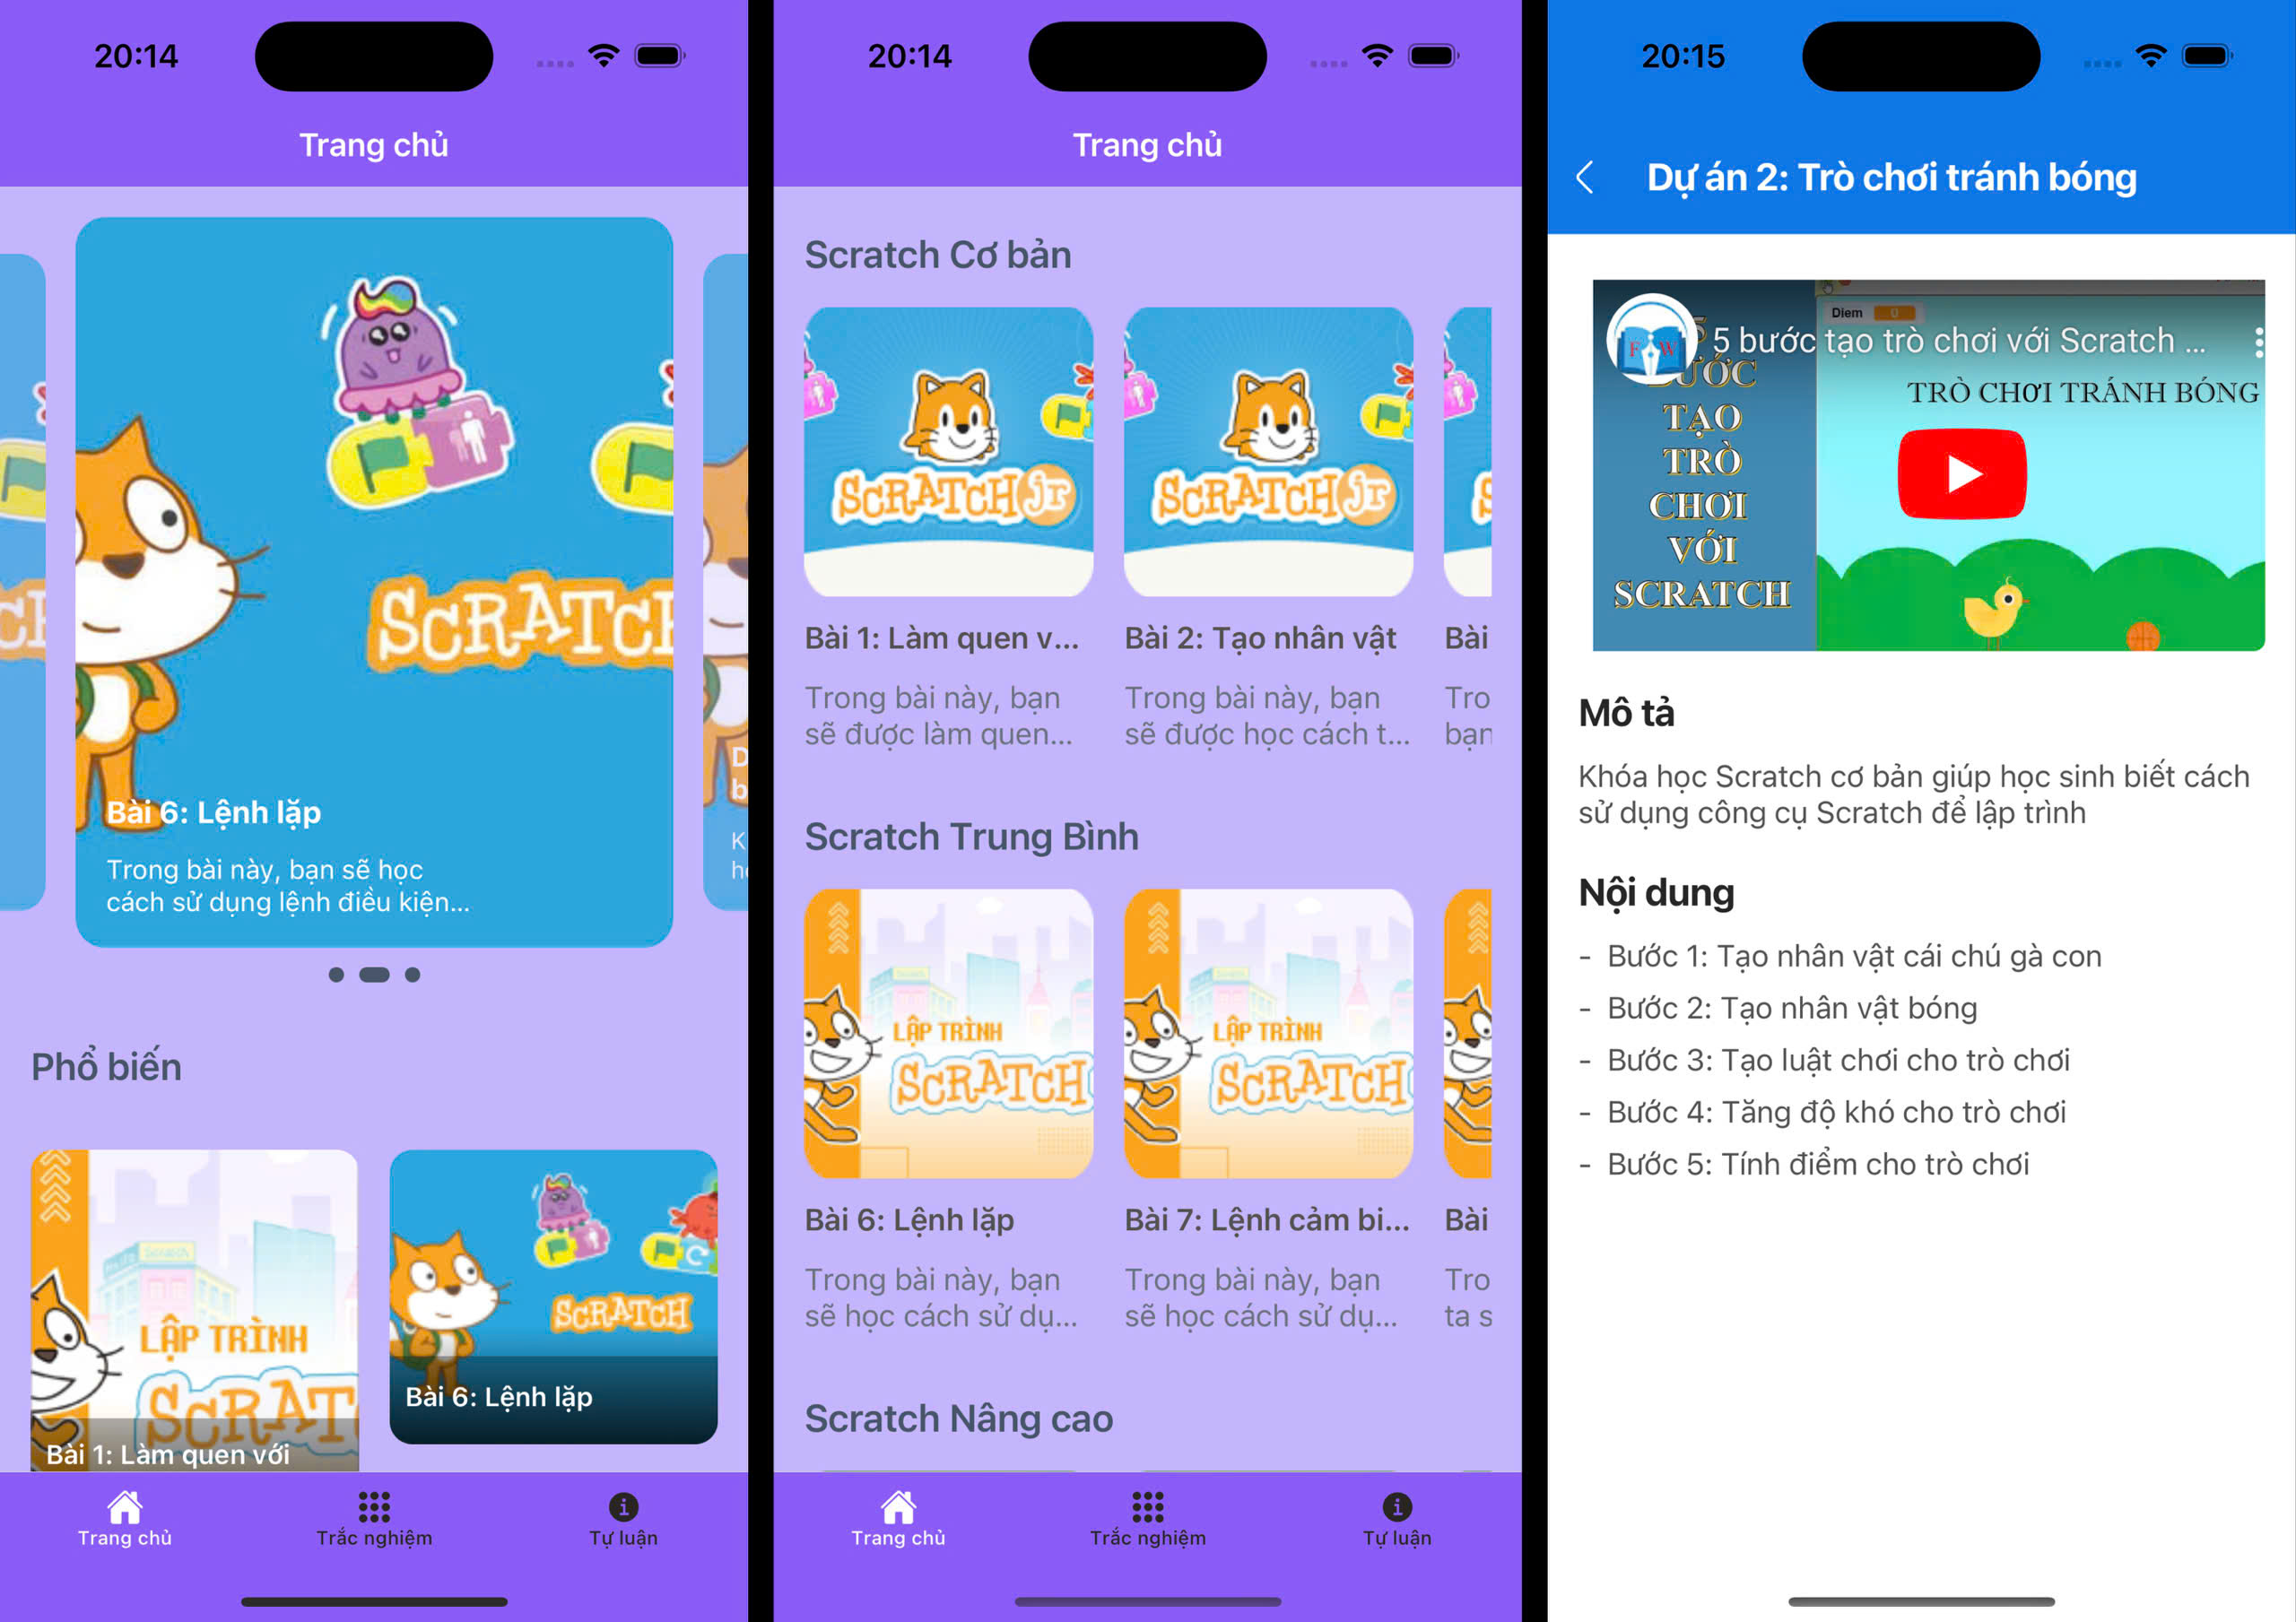 20:14
Trang chủ
SCRATCH
Bài 6: Lệnh lặp
Trong bài này, bạn sẽ học
cách sử dụng lệnh điều kiện...
Phổ biến
LẬP TRÌNH
SCRAT
Bài 1: Làm quen với
SCRATCH
Bài 6: Lệnh lặp
Trang chủ
Trắc nghiệm
Tự luận
20:14
Trang chủ
Scratch Cơ bản
SCRATCH jr
SCRATCH jr
Bài 1: Làm quen v...
Bài 2: Tạo nhân vật
Bài
Trong bài này, bạn
sẽ được làm quen...
Trong bài này, bạn
sẽ được học cách t...
Tro
bạn
Scratch Trung Bình
LẬP TRÌNH
SCRATCH
LẬP TRÌNH
SCRATCH
Bài 6: Lệnh lặp
Bài 7: Lệnh cảm bi...
Bài
Trong bài này, bạn
sẽ học cách sử dụ...
Trong bài này, bạn
sẽ học cách sử dụ...
Tro
ta s
Scratch Nâng cao
Trang chủ
Trắc nghiệm
Tự luận
20:15
Dự án 2: Trò chơi tránh bóng
Diem 0
5 bước tạo trò chơi với Scratch ...
TRÒ CHƠI TRÁNH BÓNG
TẠO
TRÒ
CHƠI
VỚI
SCRATCH
Mô tả
Khóa học Scratch cơ bản giúp học sinh biết cách
sử dụng công cụ Scratch để lập trình
Nội dung
- Bước 1: Tạo nhân vật cái chú gà con
- Bước 2: Tạo nhân vật bóng
- Bước 3: Tạo luật chơi cho trò chơi
- Bước 4: Tăng độ khó cho trò chơi
- Bước 5: Tính điểm cho trò chơi